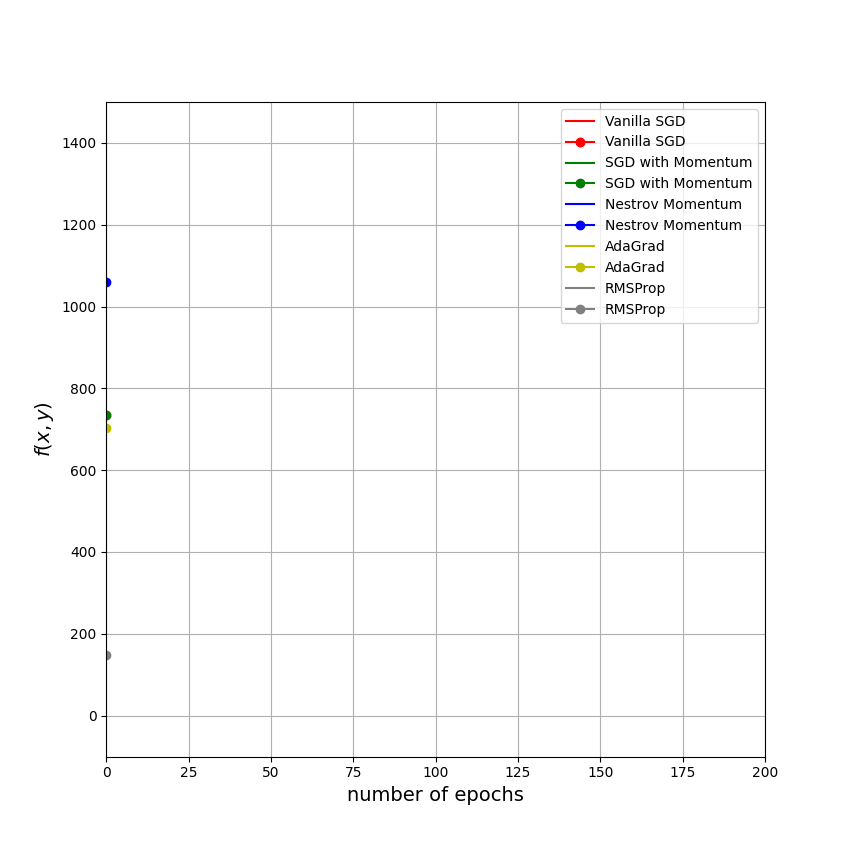 Vanilla SGD
Vanilla SGD
SGD with Momentum
SGD with Momentum
Nestrov Momentum
Nestrov Momentum
AdaGrad
AdaGrad
RMSProp
RMSProp
1400
1200
1000
800
600
400
200
0
f(x, y)
0 25 50 75 100 125 150 175 200
number of epochs